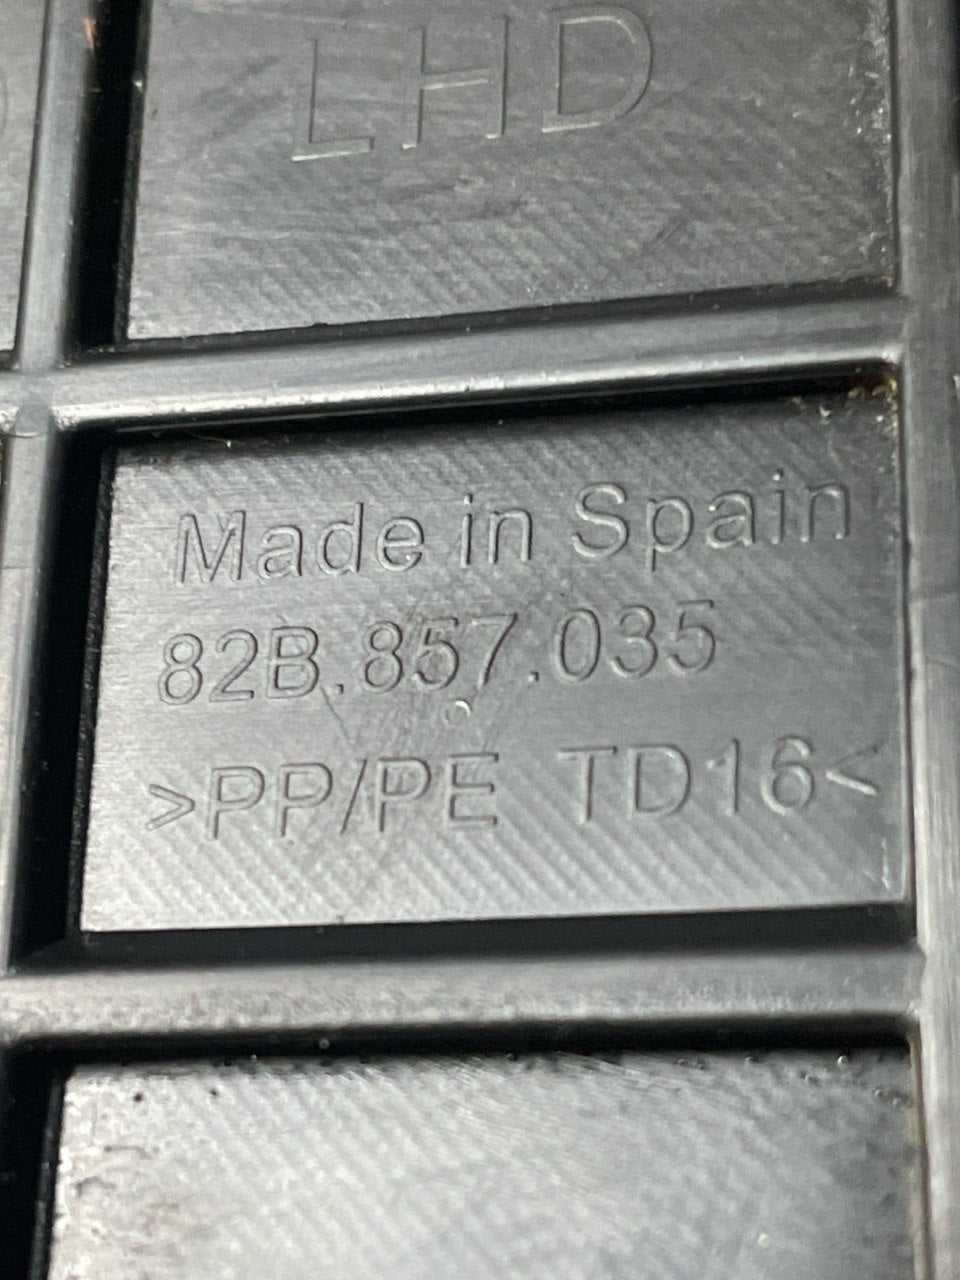 LHD
Made in Spain
82B.857.035
>PP/PE TD16<